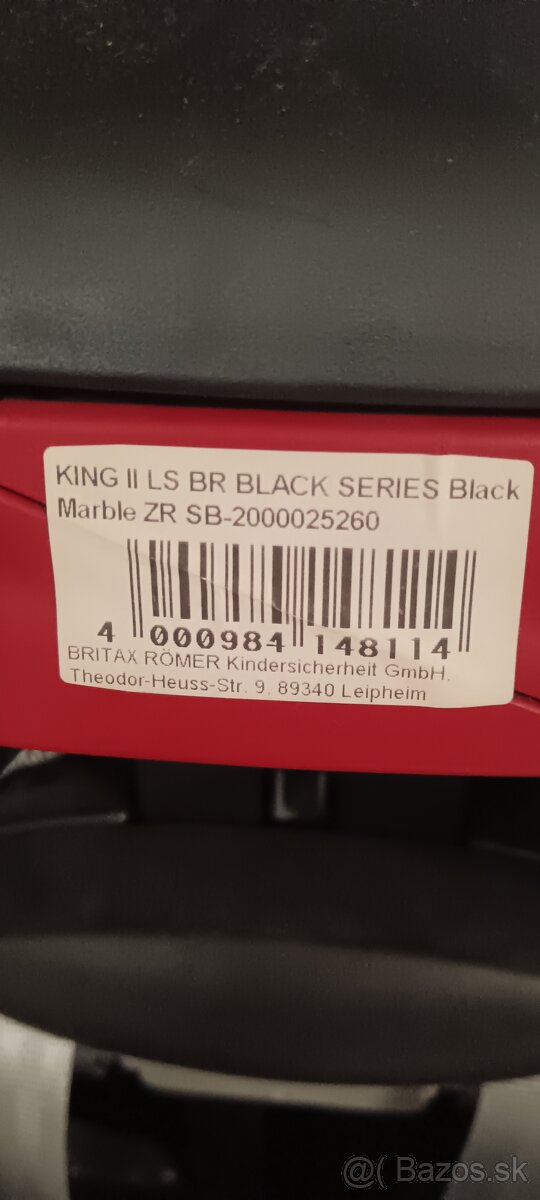 KING II LS BR BLACK SERIES Black
Marble ZR SB-2000025260
4 000984 148114
BRITAX RÖMER Kindersicherheit GmbH.
Theodor-Heuss-Str. 9, 89340 Leipheim
@( Bazos.sk